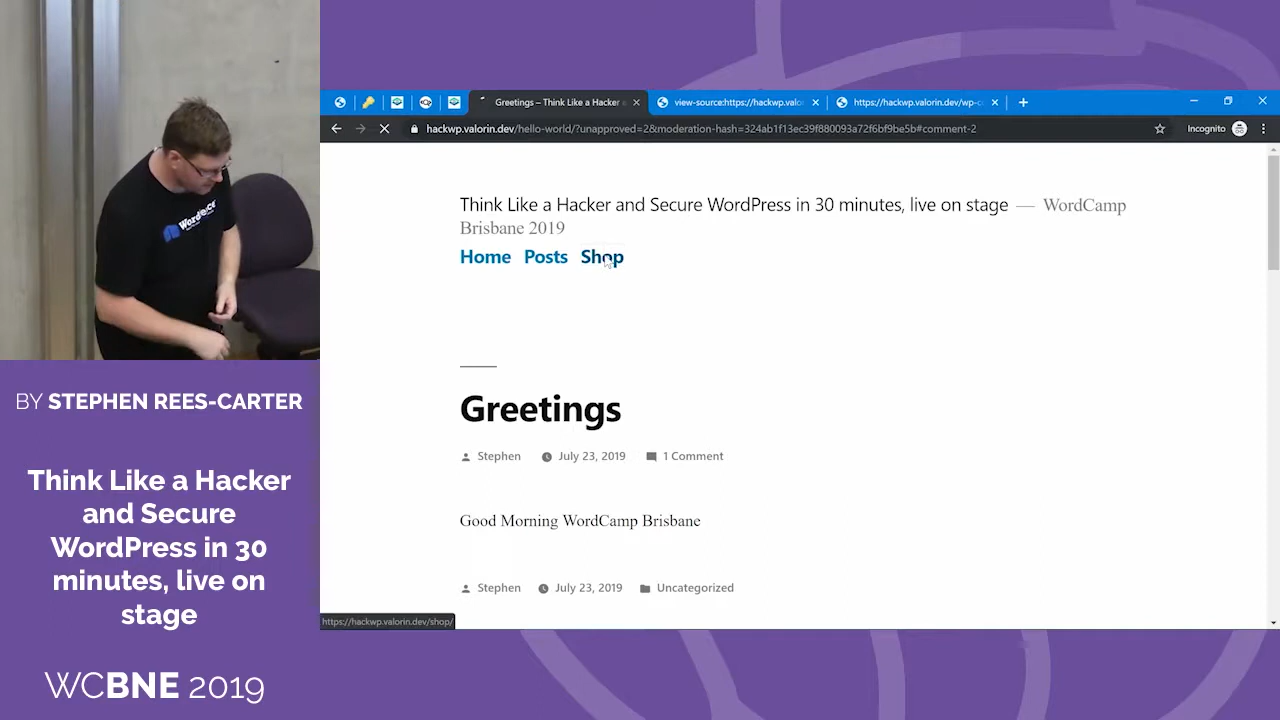 Greetings – Think Like a Hacker
view-source:https://hackwp.valor
https://hackwp.valorin.dev/wp-c
hackwp.valorin.dev/hello-world/?unapproved=2&moderation-hash=324ab1f13ec39f880093a72f6bf9be5b#comment-2
Incognito
Think Like a Hacker and Secure WordPress in 30 minutes, live on stage — WordCamp
Brisbane 2019
Home Posts Shop
Greetings
Stephen July 23, 2019 1 Comment
Good Morning WordCamp Brisbane
Stephen July 23, 2019 Uncategorized
https://hackwp.valorin.dev/shop/
BY STEPHEN REES-CARTER
Think Like a Hacker
and Secure
WordPress in 30
minutes, live on
stage
WCBNE 2019